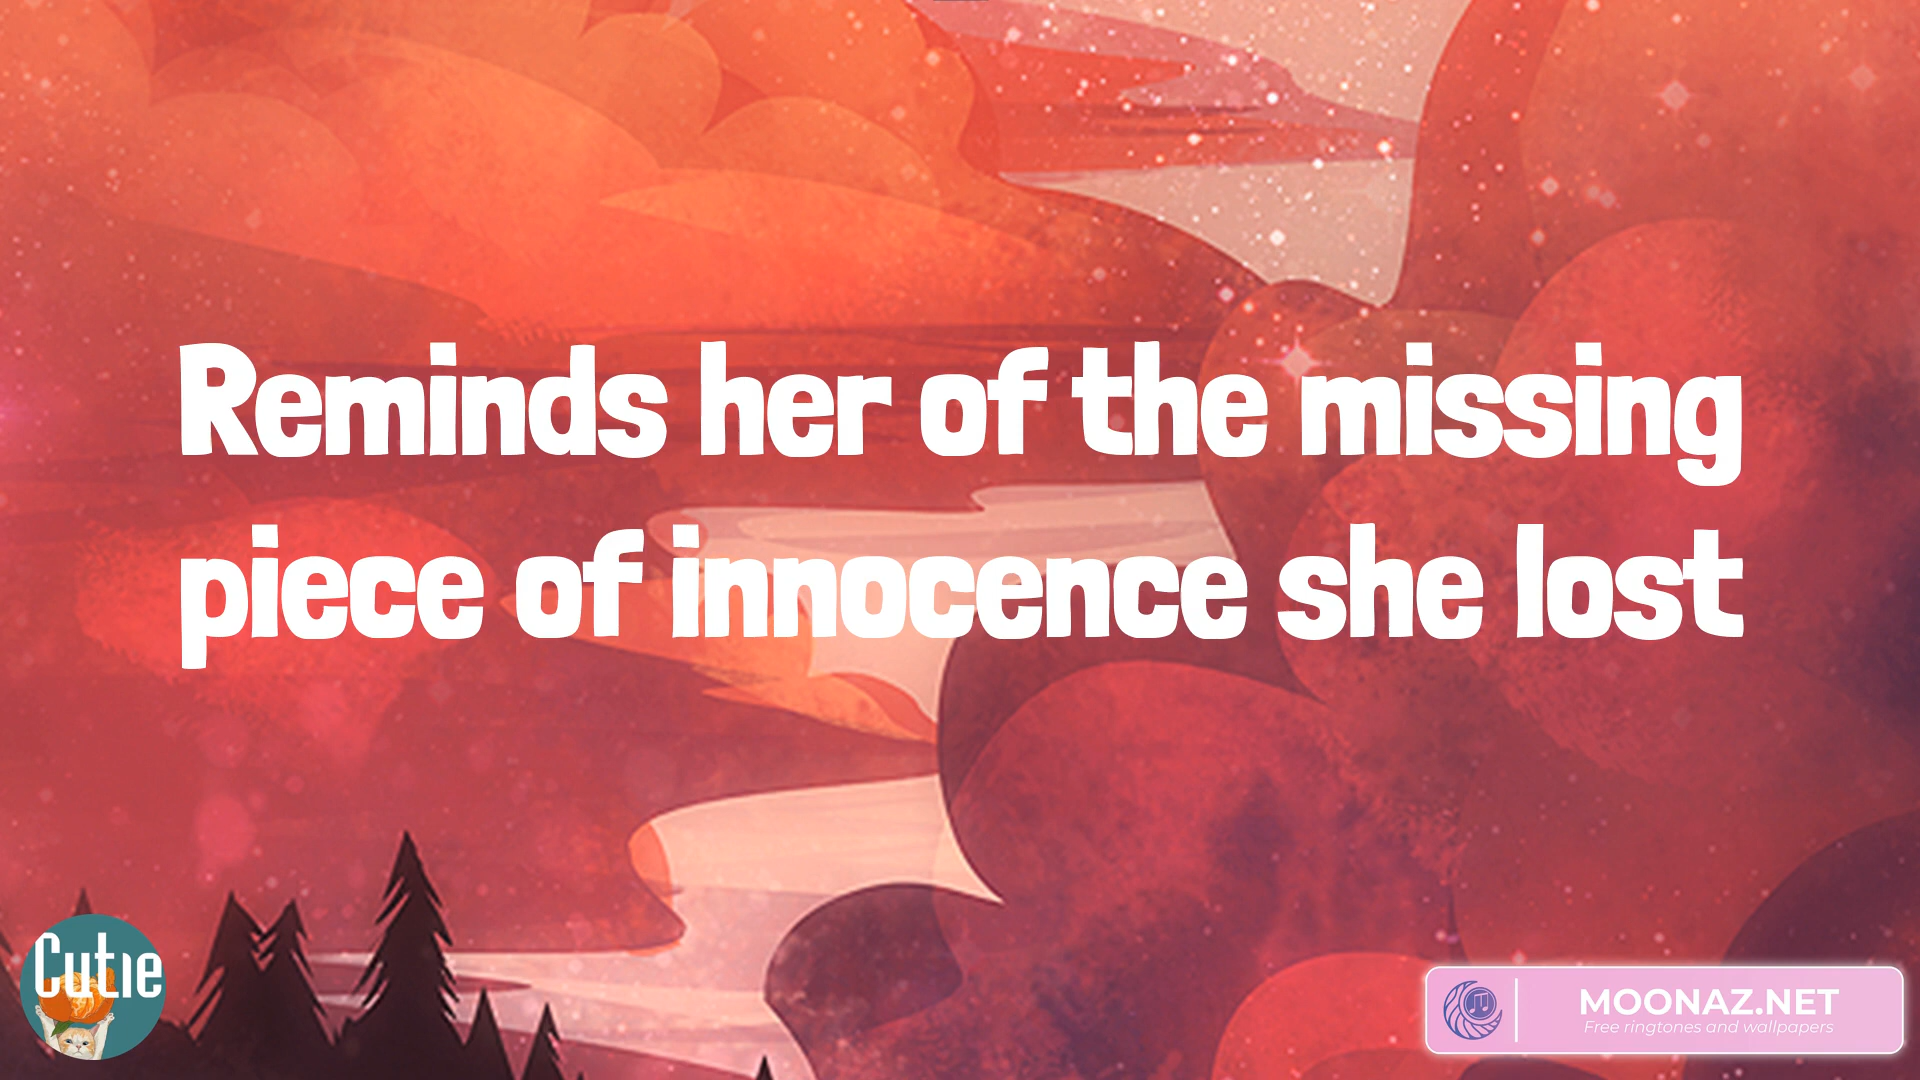 Reminds her of the missing
piece of innocence she lost
Cutie
MOONAZ.NET
Free ringtones and wallpapers